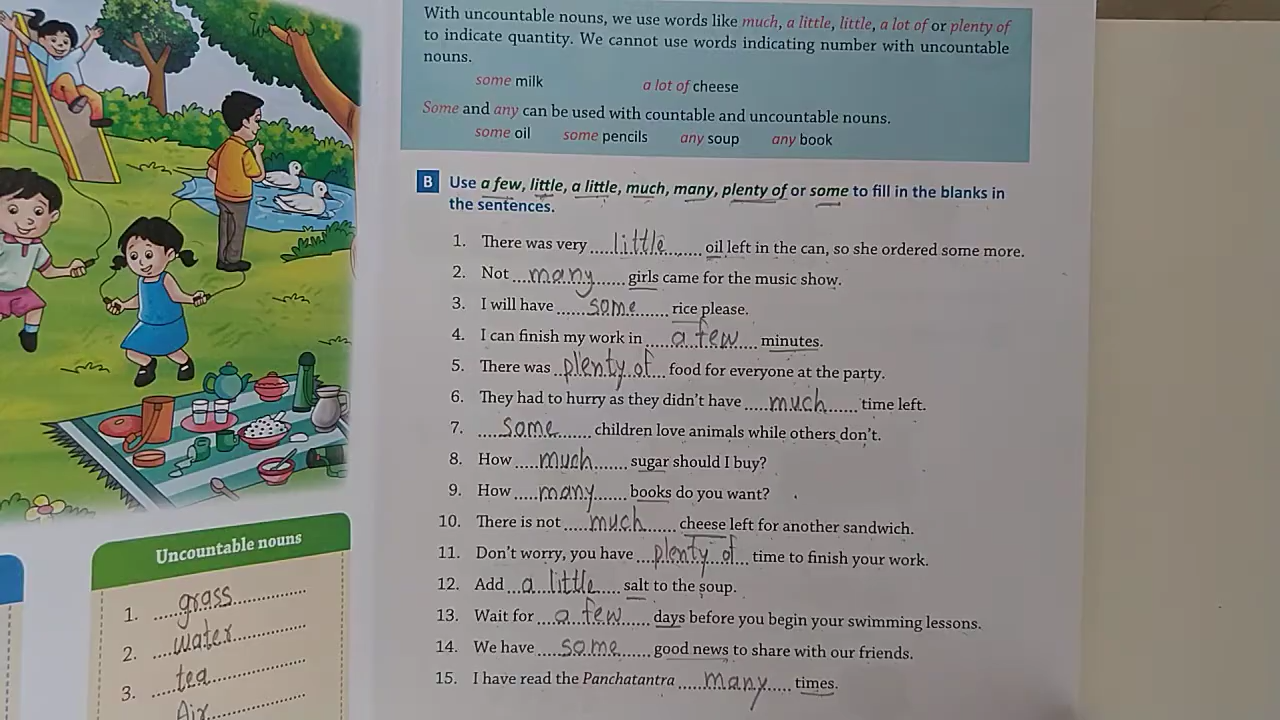 With uncountable nouns, we use words like much, a little, little, a lot of or plenty of
to indicate quantity. We cannot use words indicating number with uncountable
nouns.
some milk a lot of cheese
Some and any can be used with countable and uncountable nouns.
some oil some pencils any soup any book
B Use a few, little, a little, much, many, plenty of or some to fill in the blanks in
the sentences.
1. There was very ....little...... oil left in the can, so she ordered some more.
2. Not ...many...... girls came for the music show.
3. I will have ......some....... rice please.
4. I can finish my work in .....a few.... minutes.
5. There was ..plenty of... food for everyone at the party.
6. They had to hurry as they didn't have .....much...... time left.
7. ....Some....... children love animals while others don't.
8. How .....much....... sugar should I buy?
9. How .....many....... books do you want?
10. There is not .....much...... cheese left for another sandwich.
11. Don't worry, you have ...plenty of... time to finish your work.
12. Add ...a little..... salt to the soup.
13. Wait for ...a few...... days before you begin your swimming lessons.
14. We have .....some....... good news to share with our friends.
15. I have read the Panchatantra ......many..... times.
Uncountable nouns
1. .....grass...............
2. ....water...............
3. .....tea...............
Air